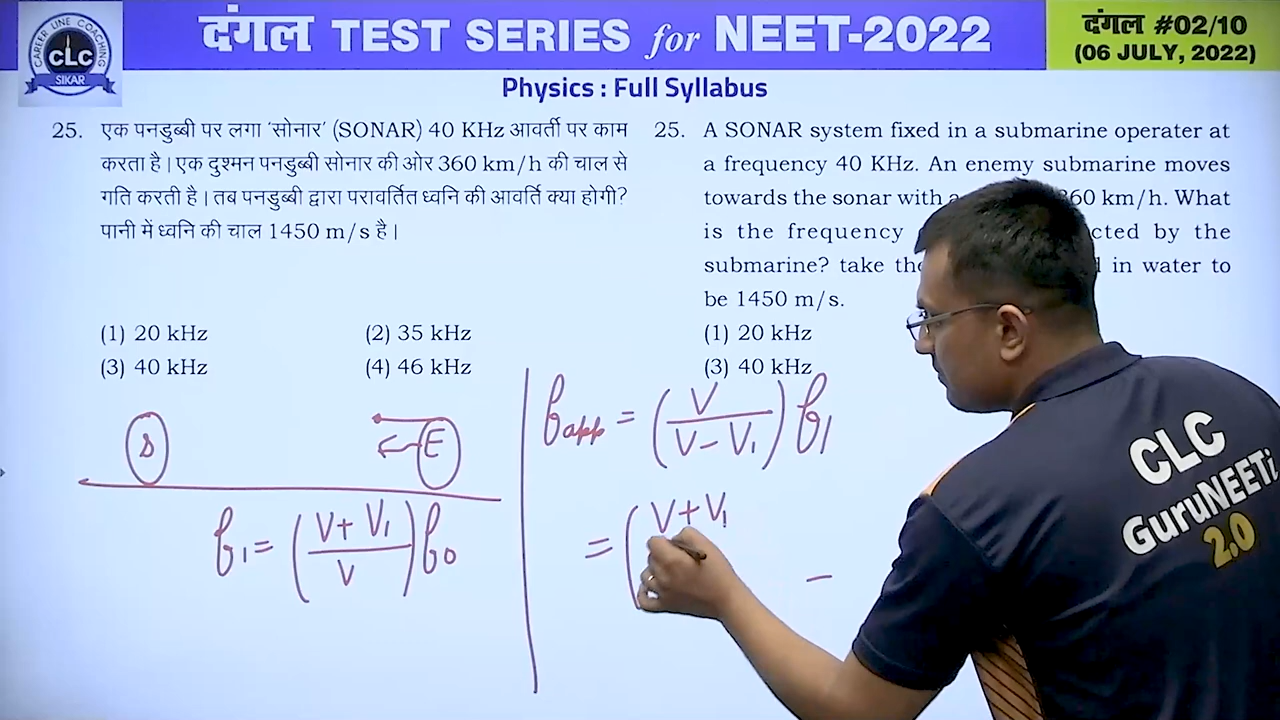 दंगल TEST SERIES for NEET-2022
दंगल #02/10
(06 JULY, 2022)
CAREER LINE COACHING
CLC
SIKAR
Physics : Full Syllabus
25. एक पनडुब्बी पर लगा 'सोनार' (SONAR) 40 KHz आवर्ती पर काम
करता है। एक दुश्मन पनडुब्बी सोनार की ओर 360 km/h की चाल से
गति करती है। तब पनडुब्बी द्वारा परावर्तित ध्वनि की आवर्ति क्या होगी?
पानी में ध्वनि की चाल 1450 m/s है।
(1) 20 kHz (2) 35 kHz
(3) 40 kHz (4) 46 kHz
25. A SONAR system fixed in a submarine operater at
a frequency 40 KHz. An enemy submarine moves
towards the sonar with 60 km/h. What
is the frequency cted by the
submarine? take in water to
be 1450 m/s.
(1) 20 kHz
(3) 40 kHz
S
E
f1 = (V + V1 / V) f0
fapp = (V / V - V1) f1
= ( V + V1
-
CLC
GuruNEETi
2.0